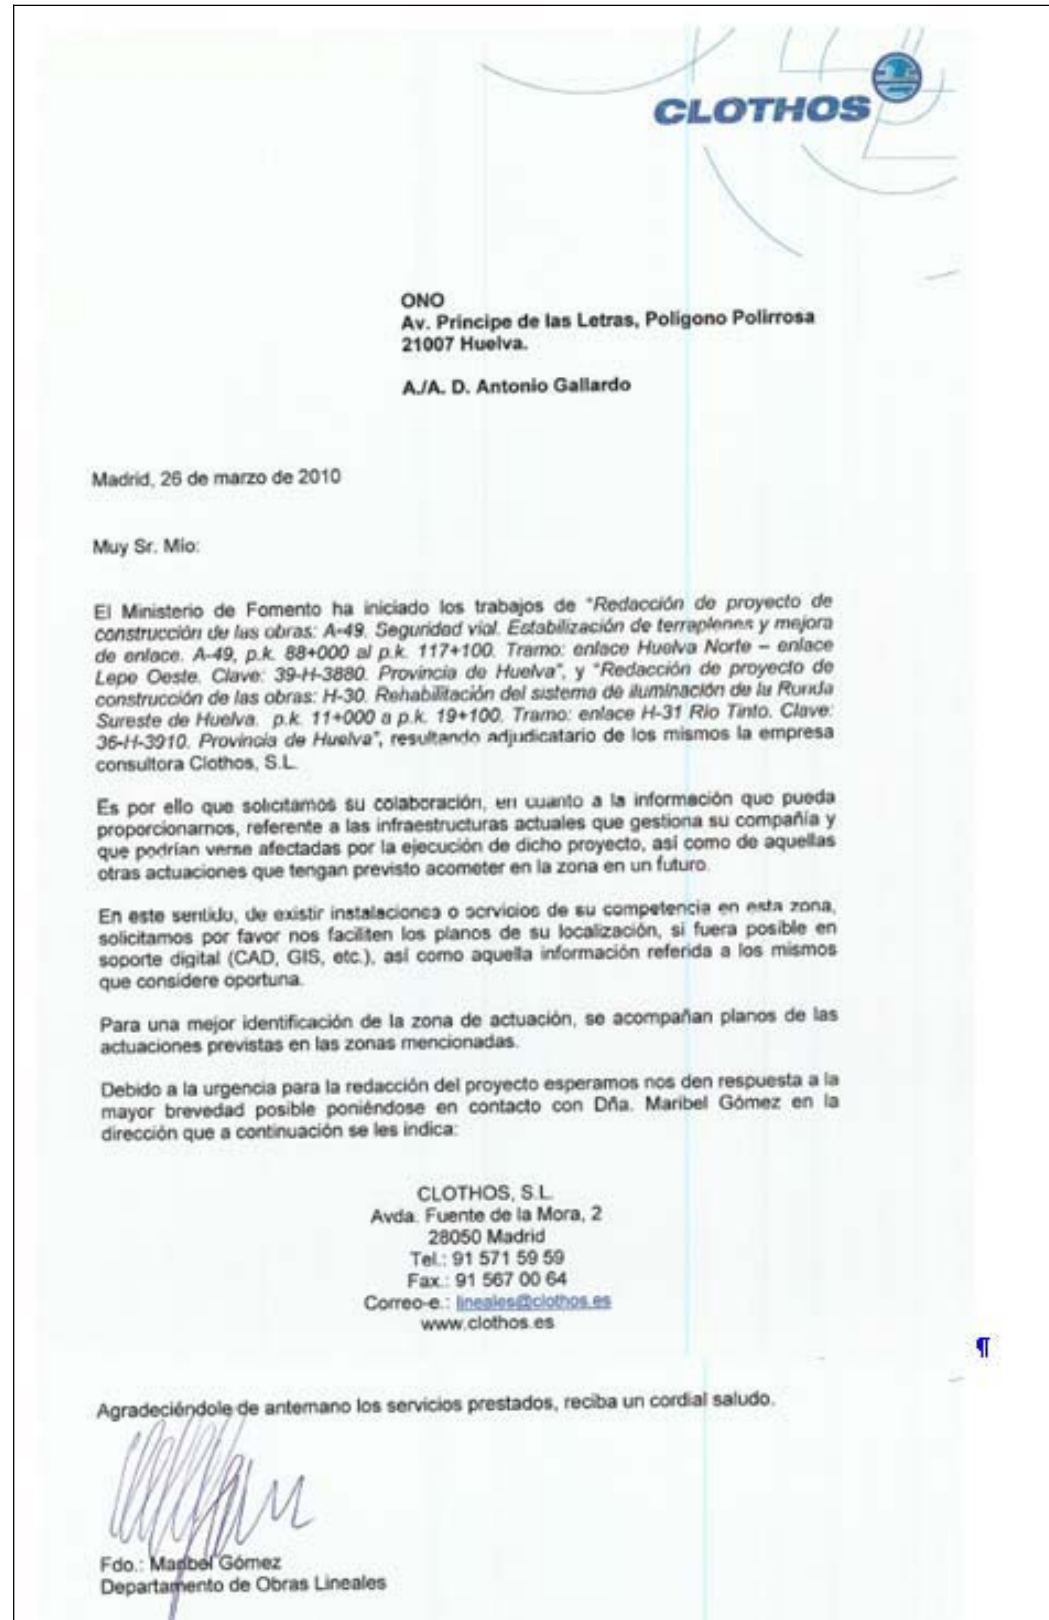 CLOTHOS
ONO
Av. Principe de las Letras, Poligono Polirrosa
21007 Huelva.
A./A. D. Antonio Gallardo
Madrid, 26 de marzo de 2010
Muy Sr. Mio:
El Ministerio de Fomento ha iniciado los trabajos de "Redacción de proyecto de
construcción de las obras: A-49. Seguridad vial. Estabilización de terraplenes y mejora
de enlace. A-49, p.k. 88+000 al p.k. 117+100. Tramo: enlace Huelva Norte – enlace
Lepe Oeste. Clave: 39-H-3880. Provincia de Huelva", y "Redacción de proyecto de
construcción de las obras: H-30. Rehabilitación del sistema de iluminación de la Ronda
Sureste de Huelva. p.k. 11+000 a p.k. 19+100. Tramo: enlace H-31 Rio Tinto. Clave:
36-H-3910. Provincia de Huelva", resultando adjudicatario de los mismos la empresa
consultora Clothos, S.L.
Es por ello que solicitamos su colaboración, en cuanto a la información que pueda
proporcionarnos, referente a las infraestructuras actuales que gestiona su compañía y
que podrían verse afectadas por la ejecución de dicho proyecto, así como de aquellas
otras actuaciones que tengan previsto acometer en la zona en un futuro.
En este sentido, de existir instalaciones o servicios de su competencia en esta zona,
solicitamos por favor nos faciliten los planos de su localización, si fuera posible en
soporte digital (CAD, GIS, etc.), así como aquella información referida a los mismos
que considere oportuna.
Para una mejor identificación de la zona de actuación, se acompañan planos de las
actuaciones previstas en las zonas mencionadas.
Debido a la urgencia para la redacción del proyecto esperamos nos den respuesta a la
mayor brevedad posible poniéndose en contacto con Dña. Maribel Gómez en la
dirección que a continuación se les indica:
CLOTHOS, S.L.
Avda. Fuente de la Mora, 2
28050 Madrid
Tel.: 91 571 59 59
Fax.: 91 567 00 64
Correo-e.: lineales@clothos.es
www.clothos.es
¶
Agradeciéndole de antemano los servicios prestados, reciba un cordial saludo.
Fdo.: Maribel Gómez
Departamento de Obras Lineales